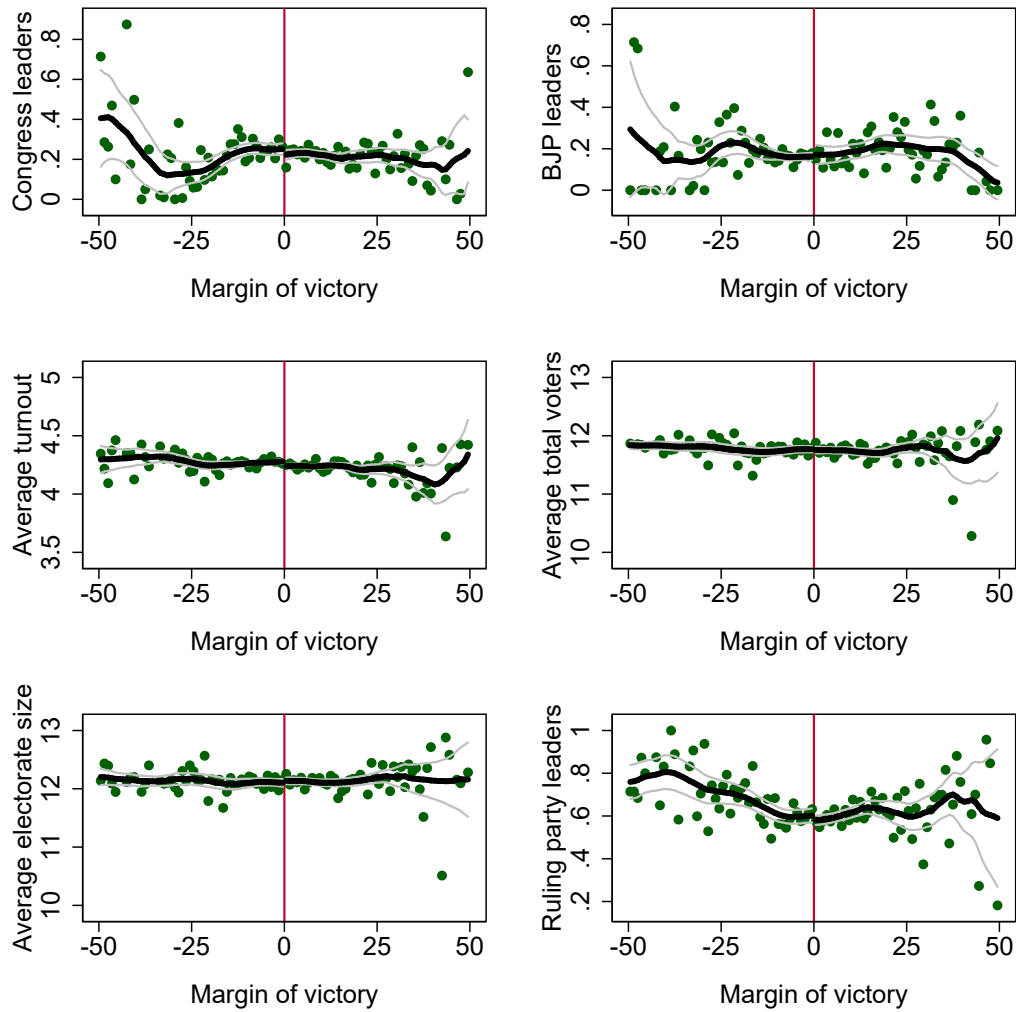 Congress leaders
0 .2 .4 .6 .8
-50 -25 0 25 50
Margin of victory
BJP leaders
0 .2 .4 .6 .8
-50 -25 0 25 50
Margin of victory
Average turnout
3.5 4 4.5 5
-50 -25 0 25 50
Margin of victory
Average total voters
10 11 12 13
-50 -25 0 25 50
Margin of victory
Average electorate size
10 11 12 13
-50 -25 0 25 50
Margin of victory
Ruling party leaders
.2 .4 .6 .8 1
-50 -25 0 25 50
Margin of victory